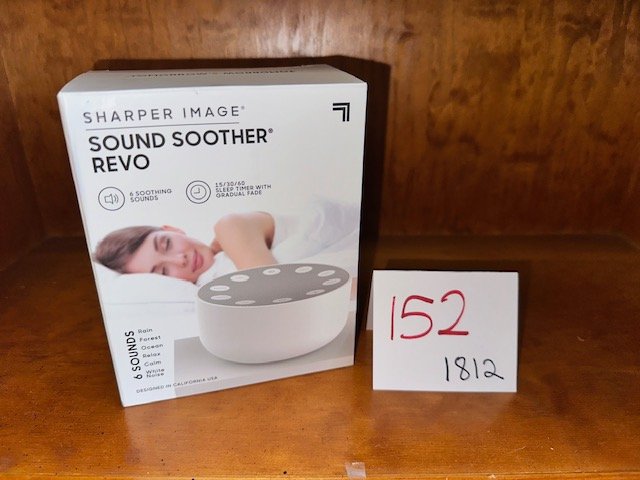 SHARPER IMAGE®
SOUND SOOTHER®
REVO
6 SOOTHING
SOUNDS
15/30/60
SLEEP TIMER WITH
GRADUAL FADE
6 SOUNDS
Rain
Forest
Ocean
Relax
Calm
White
Noise
DESIGNED IN CALIFORNIA USA
152
1812